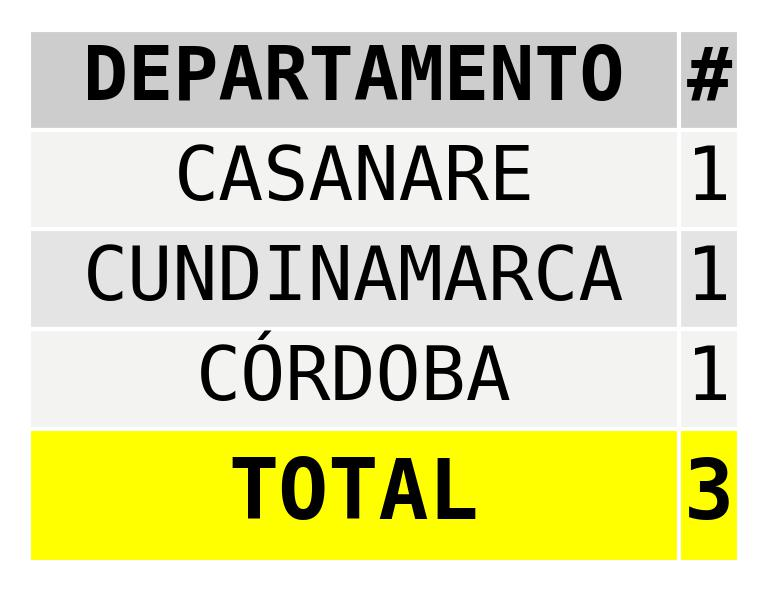 DEPARTAMENTO #
CASANARE 1
CUNDINAMARCA 1
CÓRDOBA 1
TOTAL 3